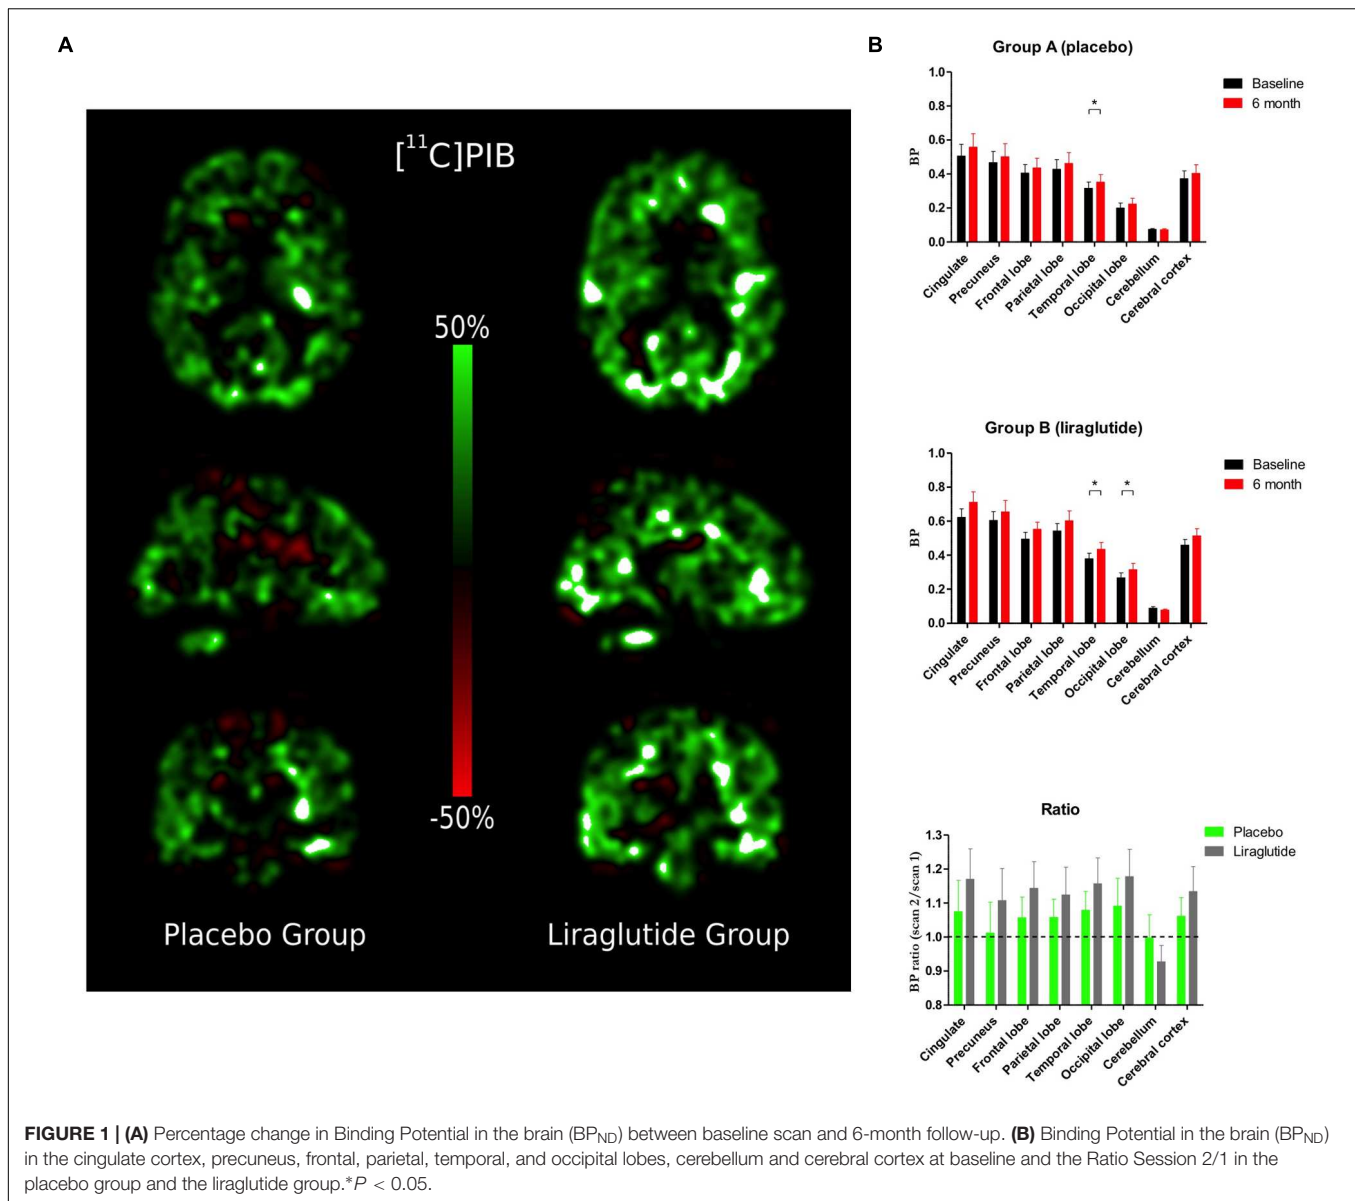 A
[¹¹C]PIB
50%
-50%
Placebo Group
Liraglutide Group
B
Group A (placebo)
Baseline
6 month
*
BP
1.0
0.8
0.6
0.4
0.2
0.0
Cingulate
Precuneus
Frontal lobe
Parietal lobe
Temporal lobe
Occipital lobe
Cerebellum
Cerebral cortex
Group B (liraglutide)
Baseline
6 month
* *
BP
1.0
0.8
0.6
0.4
0.2
0.0
Cingulate
Precuneus
Frontal lobe
Parietal lobe
Temporal lobe
Occipital lobe
Cerebellum
Cerebral cortex
Ratio
Placebo
Liraglutide
BP ratio (scan 2/scan 1)
1.3
1.2
1.1
1.0
0.9
0.8
Cingulate
Precuneus
Frontal lobe
Parietal lobe
Temporal lobe
Occipital lobe
Cerebellum
Cerebral cortex
FIGURE 1 | (A) Percentage change in Binding Potential in the brain (BP_ND) between baseline scan and 6-month follow-up. (B) Binding Potential in the brain (BP_ND)
in the cingulate cortex, precuneus, frontal, parietal, temporal, and occipital lobes, cerebellum and cerebral cortex at baseline and the Ratio Session 2/1 in the
placebo group and the liraglutide group.*P < 0.05.